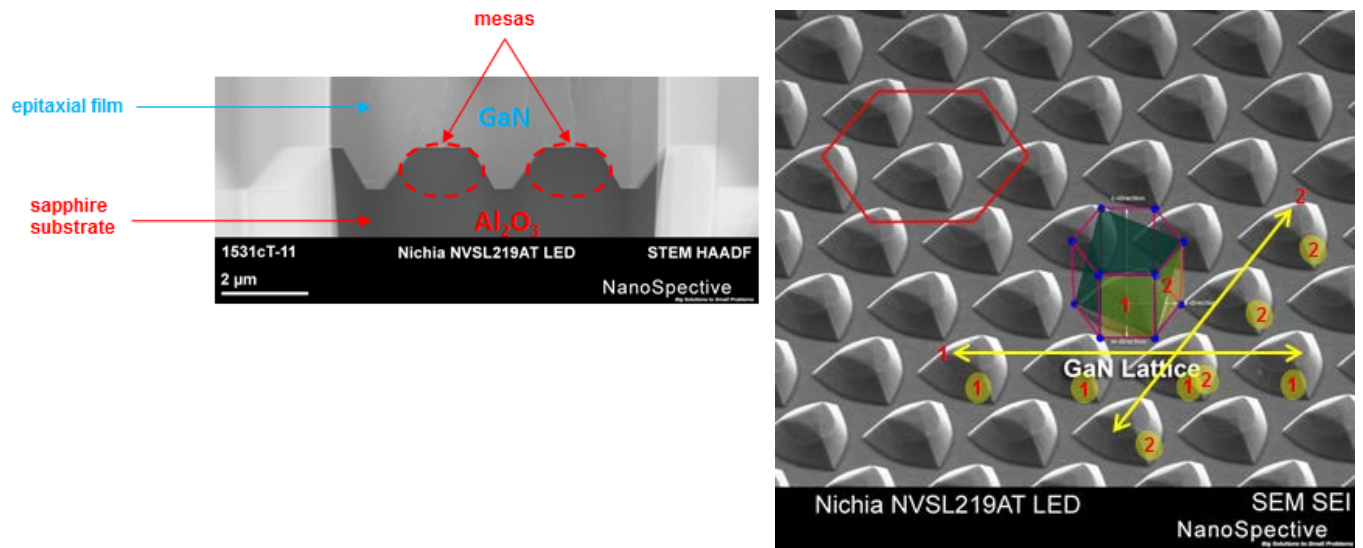 mesas
epitaxial film
GaN
sapphire
substrate
Al2O3
1531cT-11 Nichia NVSL219AT LED STEM HAADF
2 µm
NanoSpective
Big Solutions to Small Problems
c-direction
2
2
2
1
2
m-direction
1
GaN Lattice
1
1
1
2
1
2
Nichia NVSL219AT LED SEM SEI
NanoSpective
Big Solutions to Small Problems